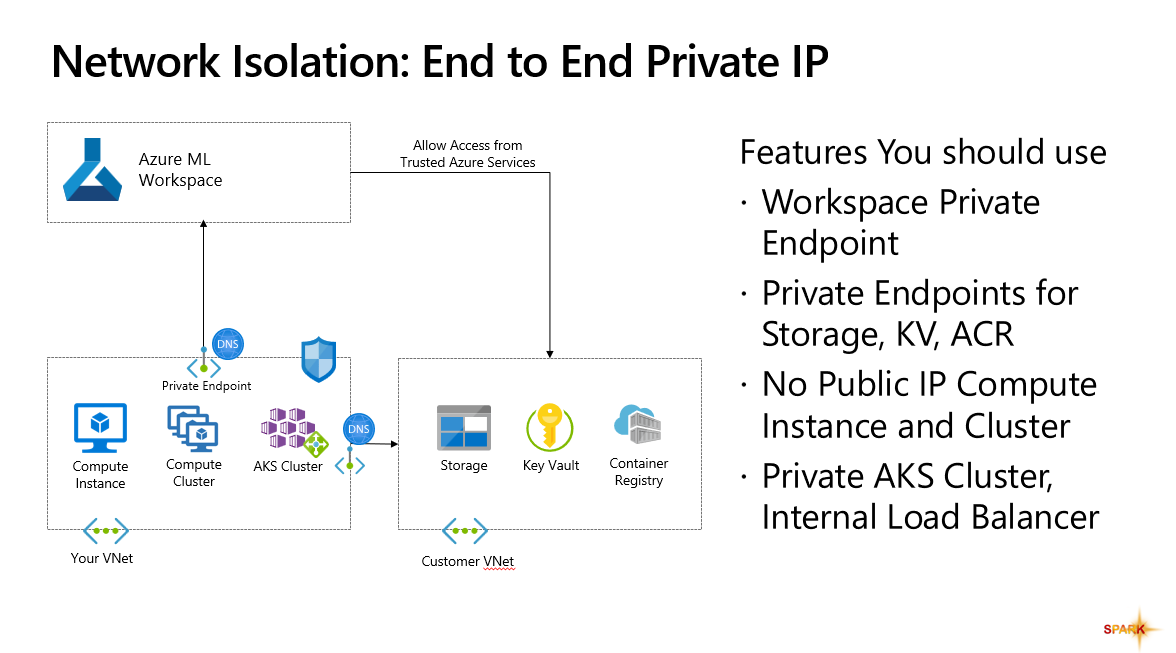 Network Isolation: End to End Private IP
Azure ML
Workspace
Allow Access from
Trusted Azure Services
DNS
Private Endpoint
Compute
Instance
Compute
Cluster
AKS Cluster
DNS
Storage
Key Vault
Container
Registry
Your VNet
Customer VNet
Features You should use
· Workspace Private
Endpoint
· Private Endpoints for
Storage, KV, ACR
· No Public IP Compute
Instance and Cluster
· Private AKS Cluster,
Internal Load Balancer
SPARK